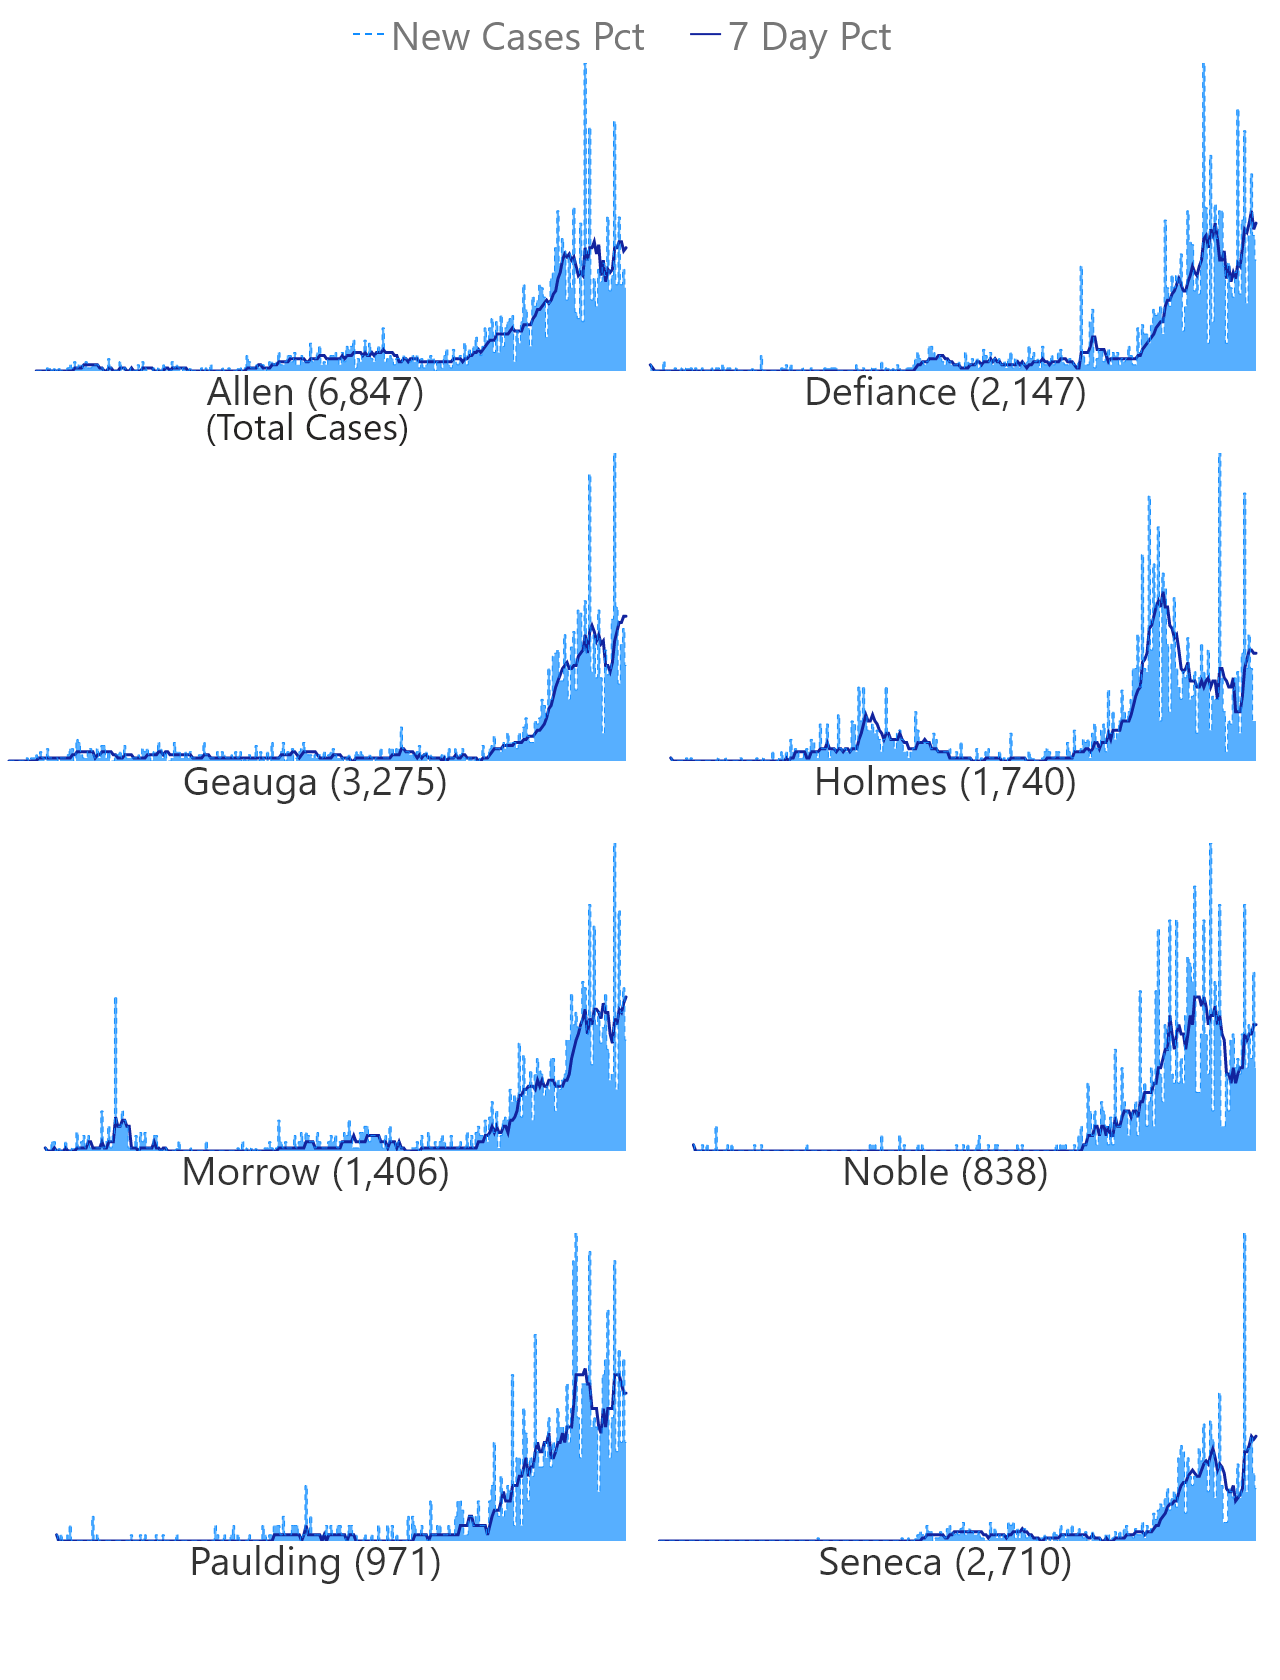 New Cases Pct 7 Day Pct
Allen (6,847) Defiance (2,147)
(Total Cases)
Geauga (3,275) Holmes (1,740)
Morrow (1,406) Noble (838)
Paulding (971) Seneca (2,710)